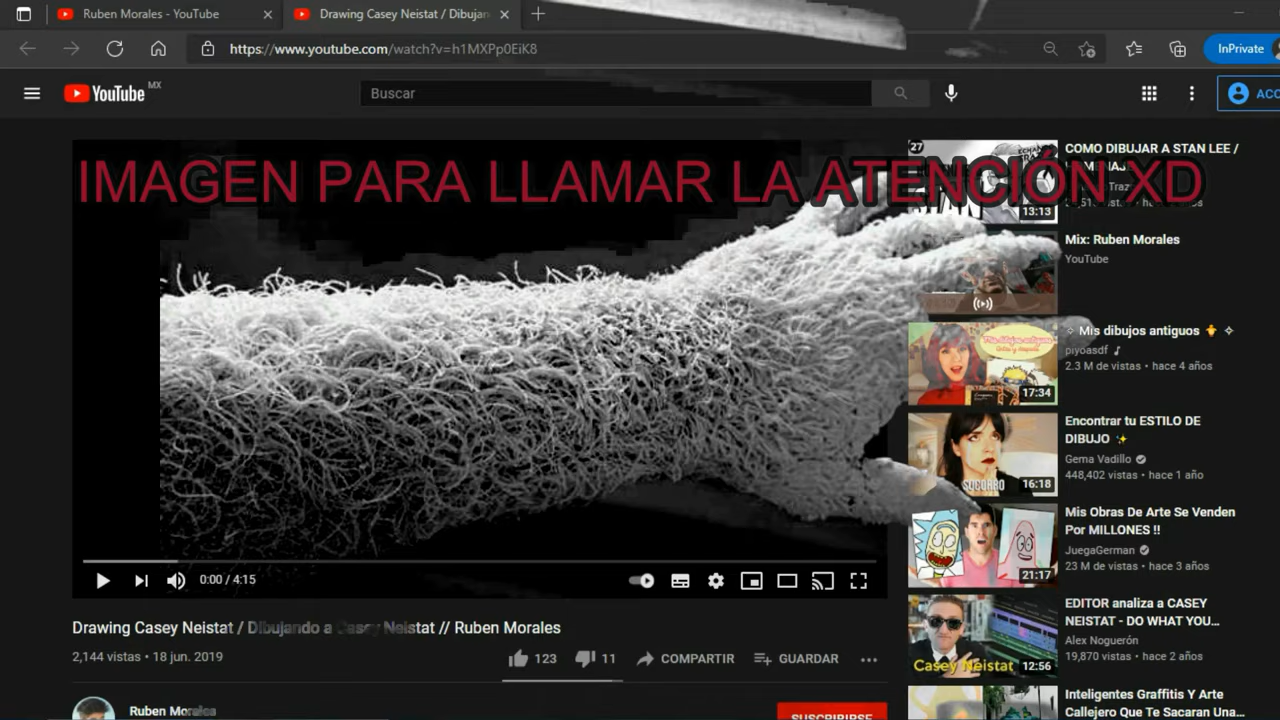 Ruben Morales - YouTube
Drawing Casey Neistat / Dibujan
https://www.youtube.com/watch?v=h1MXPp0EiK8
InPrivate
YouTube MX
Buscar
ACC
IMAGEN PARA LLAMAR LA ATENCIÓN XD
27
13:13
COMO DIBUJAR A STAN LEE /
Mix: Ruben Morales
YouTube
Mis dibujos antiguos
piyoasdf
2.3 M de vistas • hace 4 años
17:34
Encontrar tu ESTILO DE
DIBUJO
Gema Vadillo
448,402 vistas • hace 1 año
SOCORRO
16:18
Mis Obras De Arte Se Venden
Por MILLONES !!
JuegaGerman
23 M de vistas • hace 3 años
21:17
EDITOR analiza a CASEY
NEISTAT - DO WHAT YOU...
Alex Noguerón
19,870 vistas • hace 2 años
Casey Neistat
12:56
Inteligentes Graffitis Y Arte
Callejero Que Te Sacaran Una...
0:00 / 4:15
Drawing Casey Neistat / Dibujando a Casey Neistat // Ruben Morales
2,144 vistas • 18 jun. 2019
123
11
COMPARTIR
GUARDAR
Ruben Morales
SUSCRIBIRSE